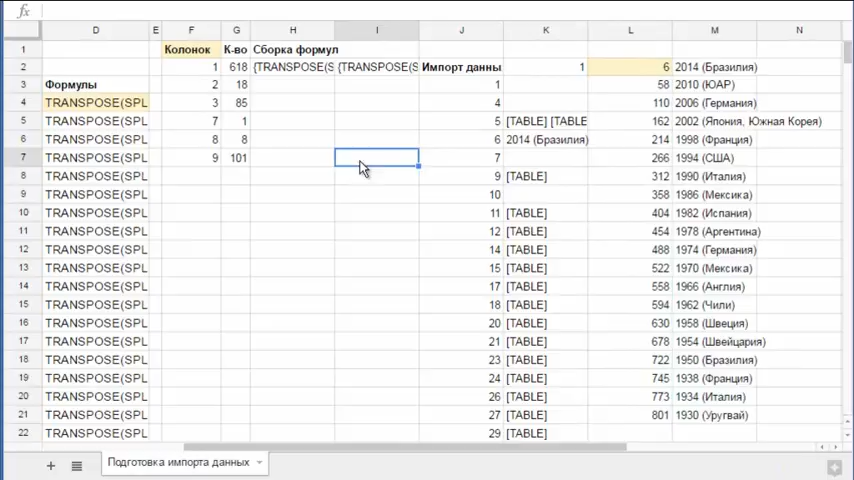 fx
D E F G H I J K L M N
1 Колонок К-во Сборка формул
2 1 618 {TRANSPOSE(S {TRANSPOSE(S Импорт данны 1 6 2014 (Бразилия)
3 Формулы 2 18 1 58 2010 (ЮАР)
4 TRANSPOSE(SPL 3 85 4 110 2006 (Германия)
5 TRANSPOSE(SPL 7 1 5 [TABLE] [TABLE 162 2002 (Япония, Южная Корея)
6 TRANSPOSE(SPL 8 8 6 2014 (Бразилия) 214 1998 (Франция)
7 TRANSPOSE(SPL 9 101 7 266 1994 (США)
8 TRANSPOSE(SPL 9 [TABLE] 312 1990 (Италия)
9 TRANSPOSE(SPL 10 358 1986 (Мексика)
10 TRANSPOSE(SPL 11 [TABLE] 404 1982 (Испания)
11 TRANSPOSE(SPL 12 [TABLE] 454 1978 (Аргентина)
12 TRANSPOSE(SPL 14 [TABLE] 488 1974 (Германия)
13 TRANSPOSE(SPL 15 [TABLE] 522 1970 (Мексика)
14 TRANSPOSE(SPL 17 [TABLE] 558 1966 (Англия)
15 TRANSPOSE(SPL 18 [TABLE] 594 1962 (Чили)
16 TRANSPOSE(SPL 20 [TABLE] 630 1958 (Швеция)
17 TRANSPOSE(SPL 21 [TABLE] 678 1954 (Швейцария)
18 TRANSPOSE(SPL 23 [TABLE] 722 1950 (Бразилия)
19 TRANSPOSE(SPL 24 [TABLE] 745 1938 (Франция)
20 TRANSPOSE(SPL 26 [TABLE] 773 1934 (Италия)
21 TRANSPOSE(SPL 27 [TABLE] 801 1930 (Уругвай)
22 TRANSPOSE(SPL 29 [TABLE]
Подготовка импорта данных